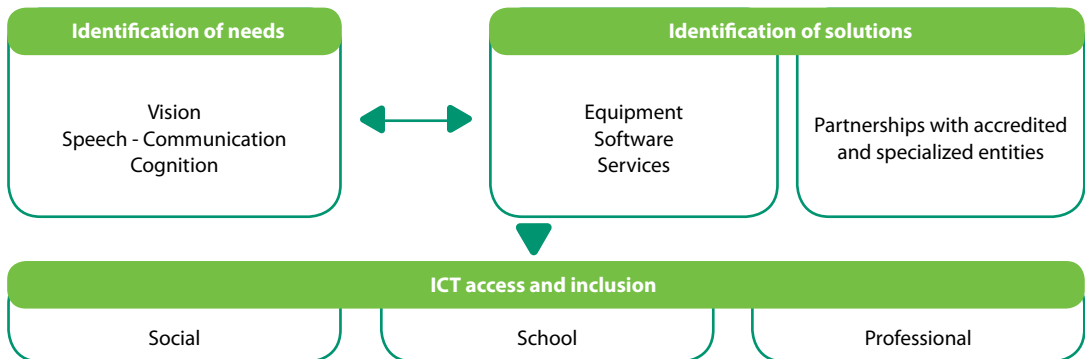 Identification of needs
Vision
Speech - Communication
Cognition
Identification of solutions
Equipment
Software
Services
Partnerships with accredited
and specialized entities
ICT access and inclusion
Social
School
Professional